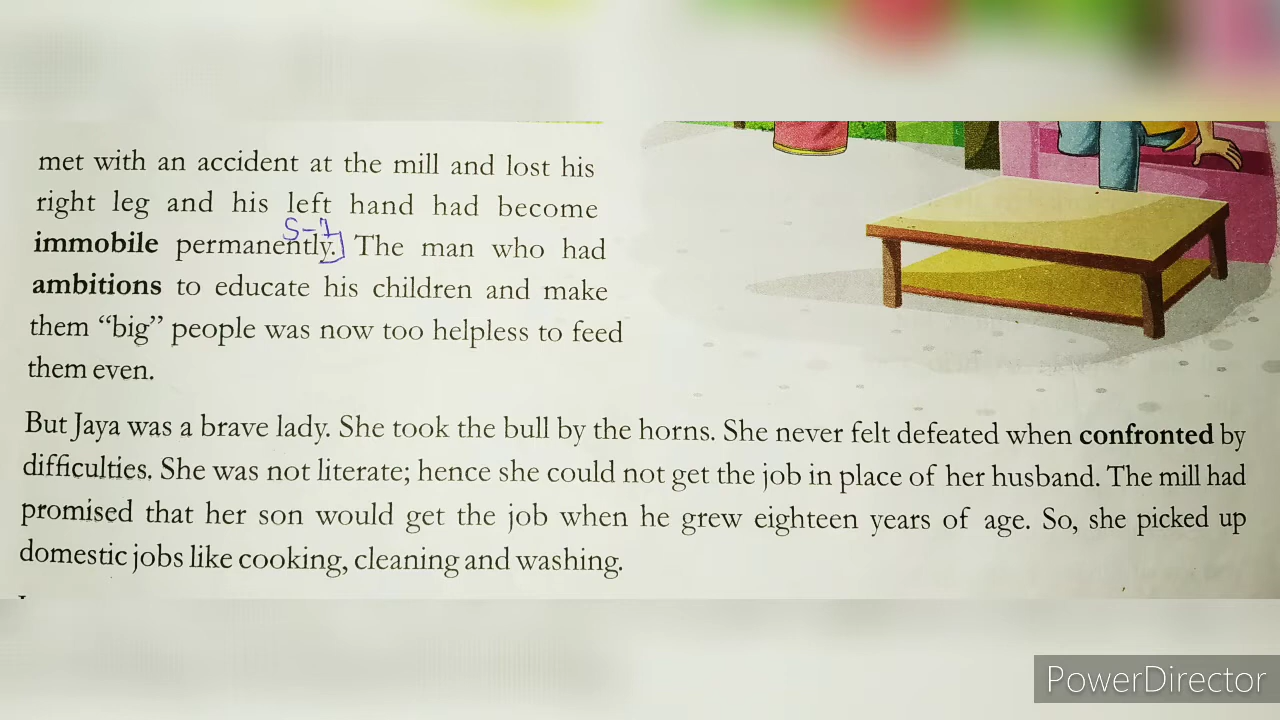 met with an accident at the mill and lost his
right leg and his left hand had become
S-1
immobile permanently.] The man who had
ambitions to educate his children and make
them “big” people was now too helpless to feed
them even.
But Jaya was a brave lady. She took the bull by the horns. She never felt defeated when confronted by
difficulties. She was not literate; hence she could not get the job in place of her husband. The mill had
promised that her son would get the job when he grew eighteen years of age. So, she picked up
domestic jobs like cooking, cleaning and washing.
PowerDirector